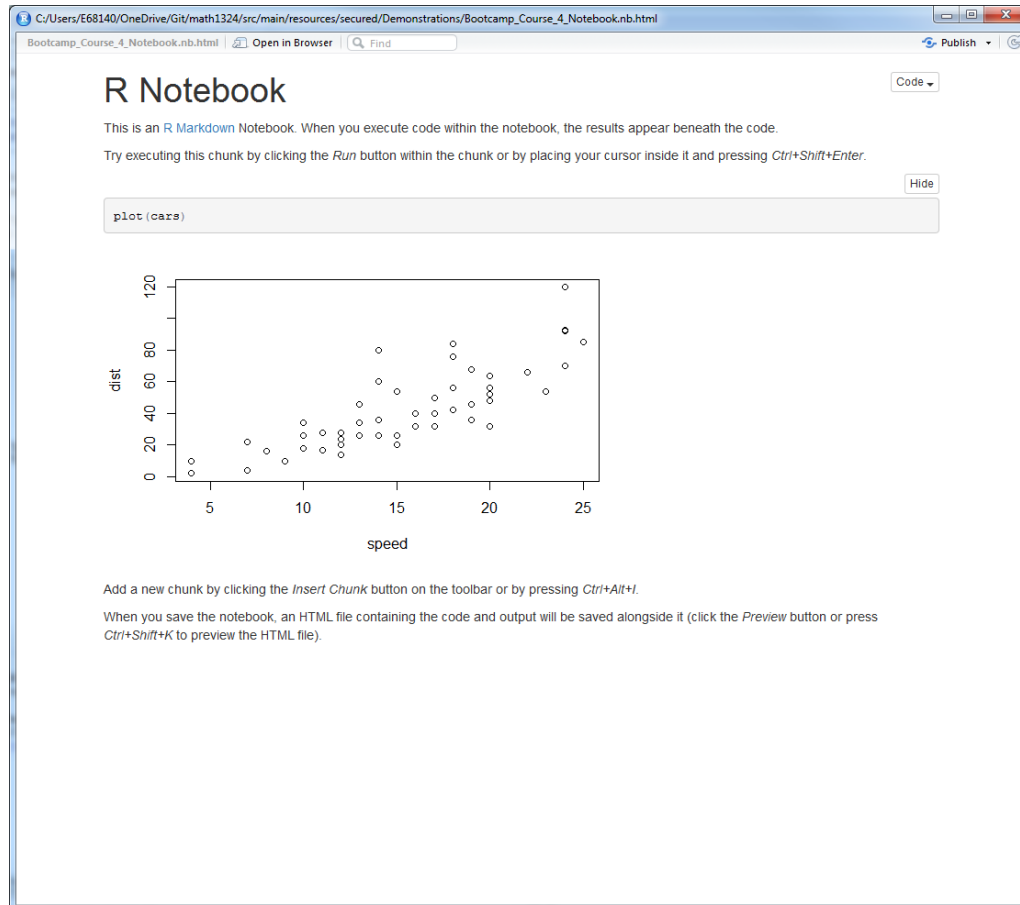 C:/Users/E68140/OneDrive/Git/math1324/src/main/resources/secured/Demonstrations/Bootcamp_Course_4_Notebook.nb.html
Bootcamp_Course_4_Notebook.nb.html Open in Browser Find Publish
R Notebook
Code
This is an R Markdown Notebook. When you execute code within the notebook, the results appear beneath the code.
Try executing this chunk by clicking the Run button within the chunk or by placing your cursor inside it and pressing Ctrl+Shift+Enter.
Hide
plot(cars)
120
80
60
40
20
0
dist
5 10 15 20 25
speed
Add a new chunk by clicking the Insert Chunk button on the toolbar or by pressing Ctrl+Alt+I.
When you save the notebook, an HTML file containing the code and output will be saved alongside it (click the Preview button or press
Ctrl+Shift+K to preview the HTML file).